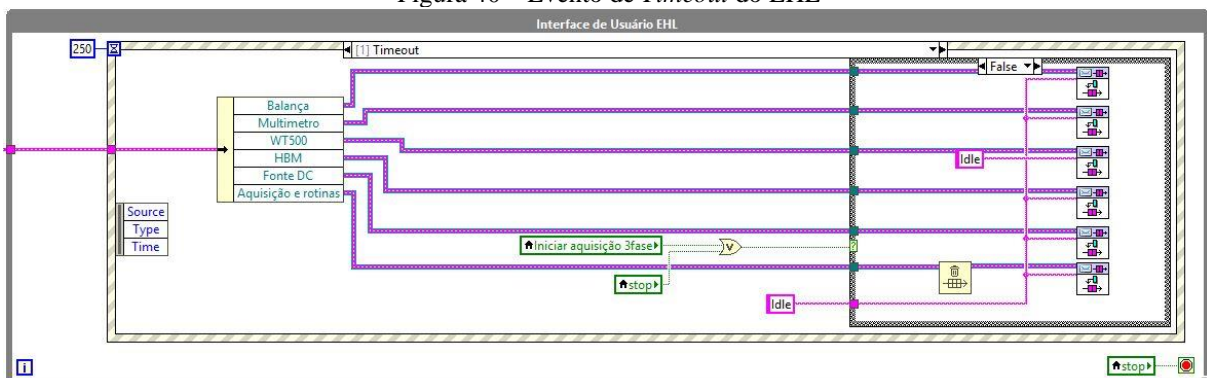 Figura 40 – Evento de Timeout do EHL
Interface de Usuário EHL
250
[1] Timeout
False
Balança
Multimetro
WT500
HBM
Fonte DC
Aquisição e rotinas
Idle
Source
Type
Time
Iniciar aquisição 3fase
V
stop
?
Idle
i
stop